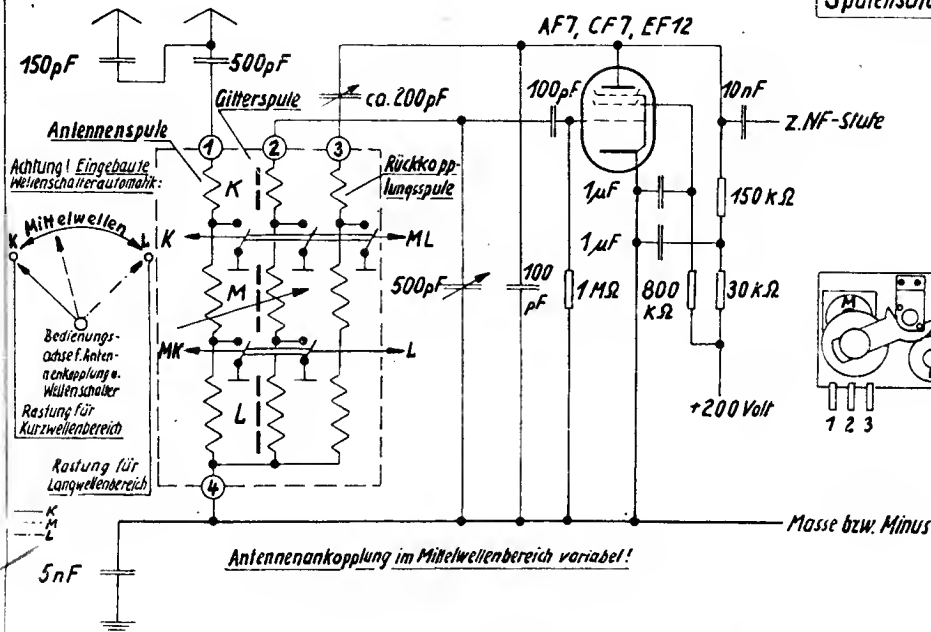 AF7, CF7, EF12
150pF
500pF
ca. 200pF
100pF
10nF
z.NF-Stufe
Gitterspule
Antennenspule
1
2
3
Rückkopp-
lungsspule
Achtung! Eingebaute
Wellenschalterautomatik:
K
Mittelwellen
K
L
K
ML
1µF
1µF
150 kΩ
M
500pF
100
pF
1 MΩ
800
kΩ
30 kΩ
M
Bedienungs-
achse f. Anten-
nenkopplung u.
Wellenschalter
MK
L
Rastung für
Kurzwellenbereich
L
+200 Volt
1 2 3
Rastung für
Langwellenbereich
4
K
M
L
Masse bzw. Minus
5nF
Antennenankopplung im Mittelwellenbereich variabel!